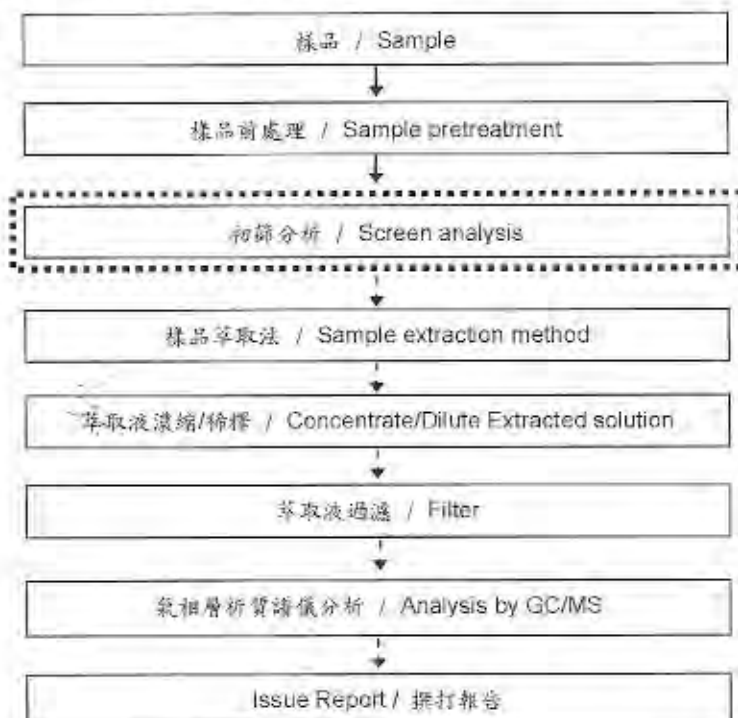 樣品 / Sample
樣品前處理 / Sample pretreatment
初篩分析 / Screen analysis
樣品萃取法 / Sample extraction method
萃取液濃縮/稀釋 / Concentrate/Dilute Extracted solution
萃取液過濾 / Filter
氣相層析質譜儀分析 / Analysis by GC/MS
Issue Report / 撰打報告